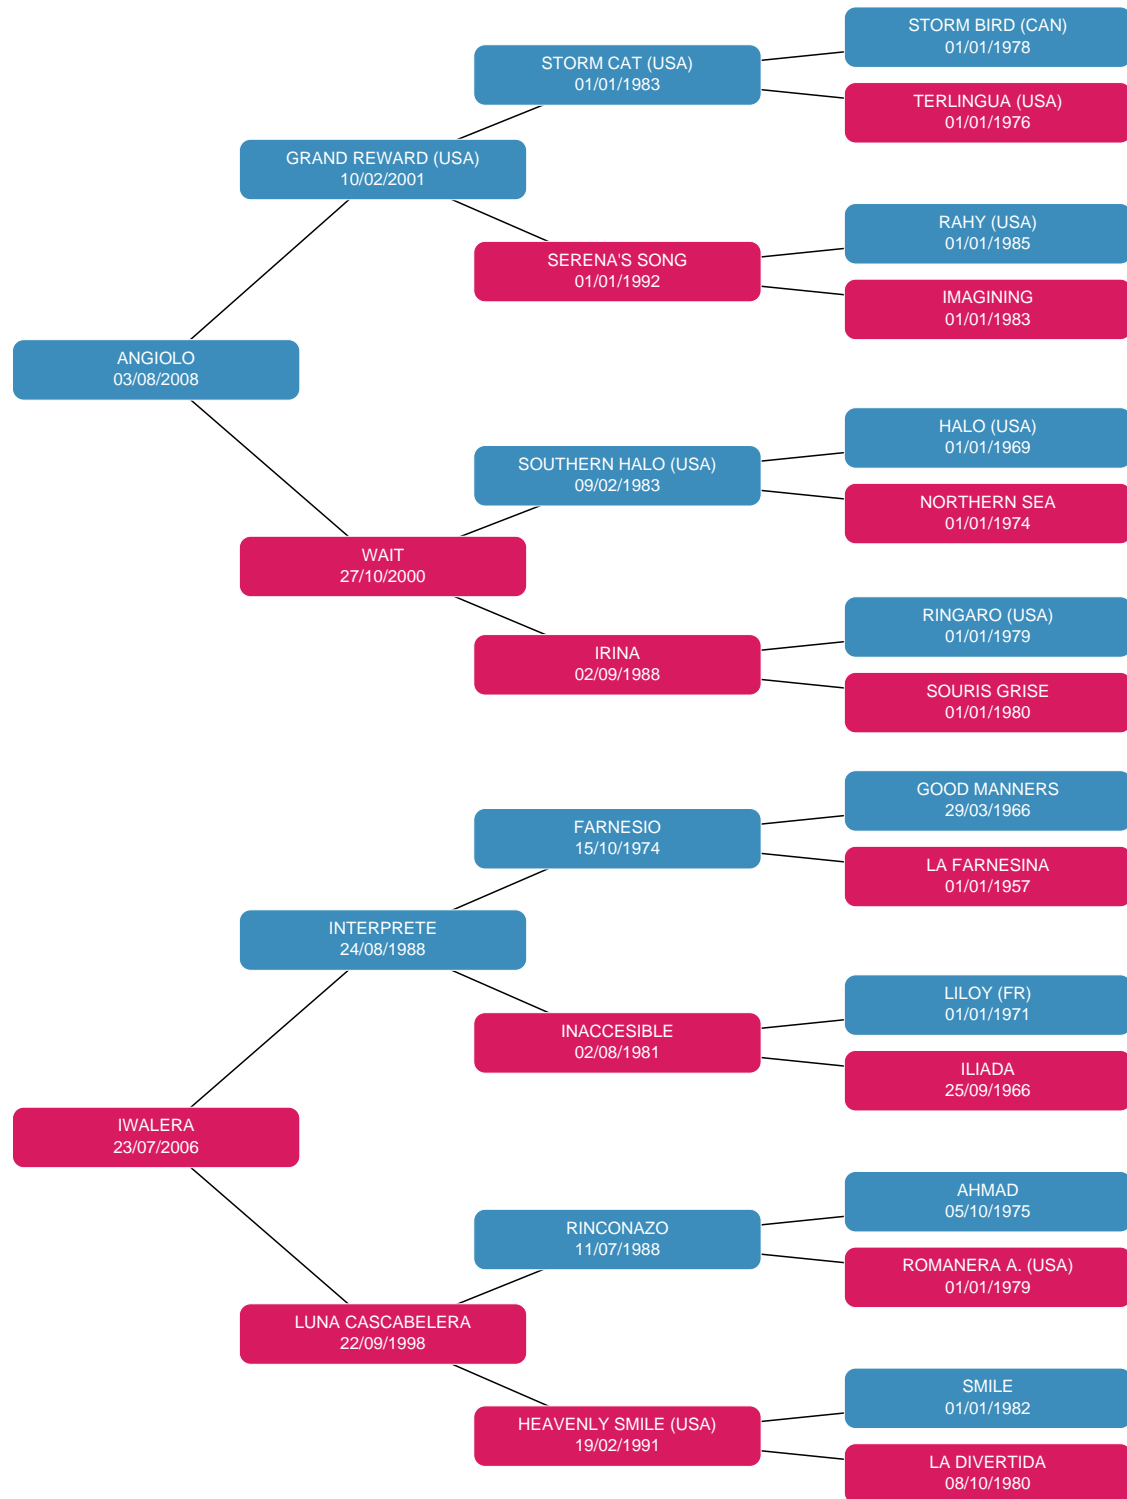 STORM BIRD (CAN)
01/01/1978
STORM CAT (USA)
01/01/1983
TERLINGUA (USA)
01/01/1976
GRAND REWARD (USA)
10/02/2001
RAHY (USA)
01/01/1985
SERENA'S SONG
01/01/1992
IMAGINING
01/01/1983
ANGIOLO
03/08/2008
HALO (USA)
01/01/1969
SOUTHERN HALO (USA)
09/02/1983
NORTHERN SEA
01/01/1974
WAIT
27/10/2000
RINGARO (USA)
01/01/1979
IRINA
02/09/1988
SOURIS GRISE
01/01/1980
GOOD MANNERS
29/03/1966
FARNESIO
15/10/1974
LA FARNESINA
01/01/1957
INTERPRETE
24/08/1988
LILOY (FR)
01/01/1971
INACCESIBLE
02/08/1981
ILIADA
25/09/1966
IWALERA
23/07/2006
AHMAD
05/10/1975
RINCONAZO
11/07/1988
ROMANERA A. (USA)
01/01/1979
LUNA CASCABELERA
22/09/1998
SMILE
01/01/1982
HEAVENLY SMILE (USA)
19/02/1991
LA DIVERTIDA
08/10/1980